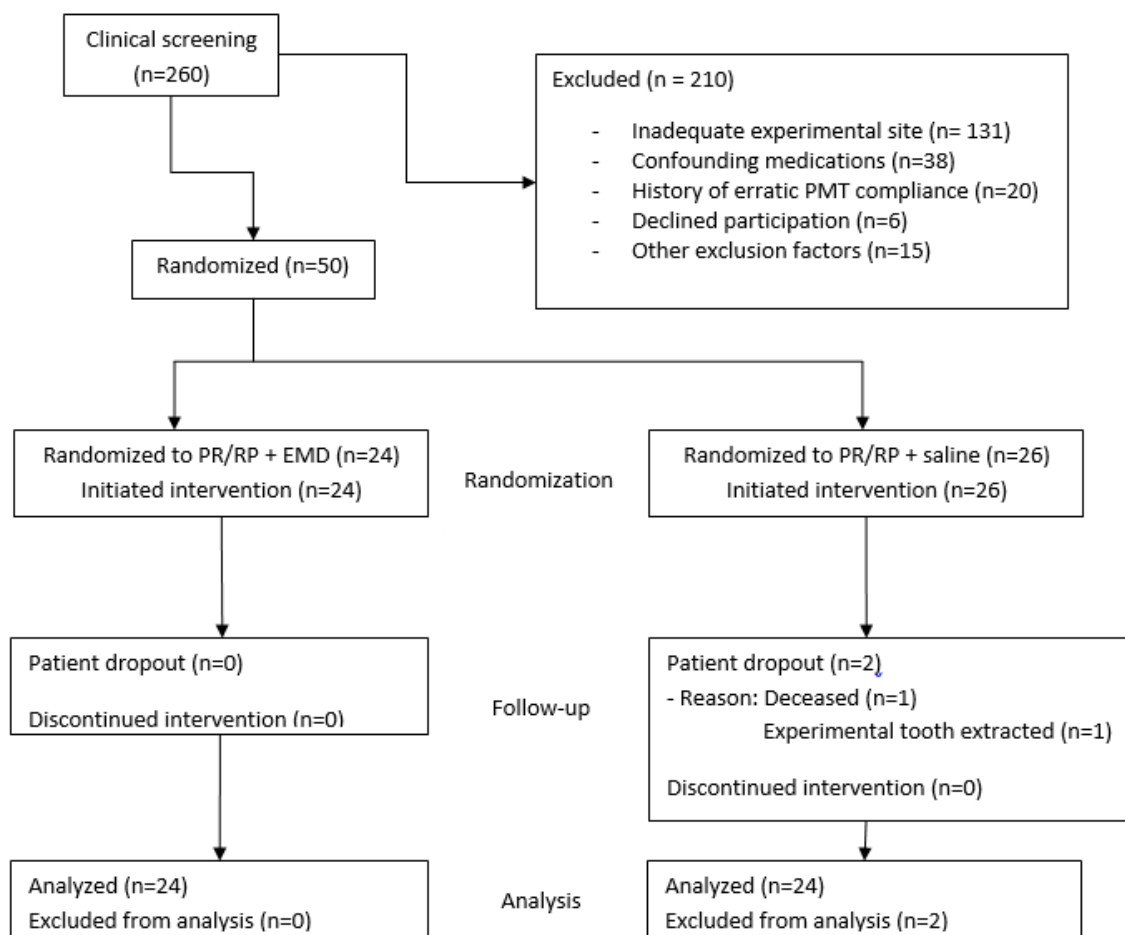 Clinical screening
(n=260)
Excluded (n = 210)
- Inadequate experimental site (n= 131)
- Confounding medications (n=38)
- History of erratic PMT compliance (n=20)
- Declined participation (n=6)
- Other exclusion factors (n=15)
Randomized (n=50)
Randomized to PR/RP + EMD (n=24)
Initiated intervention (n=24)
Randomization
Randomized to PR/RP + saline (n=26)
Initiated intervention (n=26)
Patient dropout (n=0)
Discontinued intervention (n=0)
Follow-up
Patient dropout (n=2)
- Reason: Deceased (n=1)
Experimental tooth extracted (n=1)
Discontinued intervention (n=0)
Analyzed (n=24)
Excluded from analysis (n=0)
Analysis
Analyzed (n=24)
Excluded from analysis (n=2)